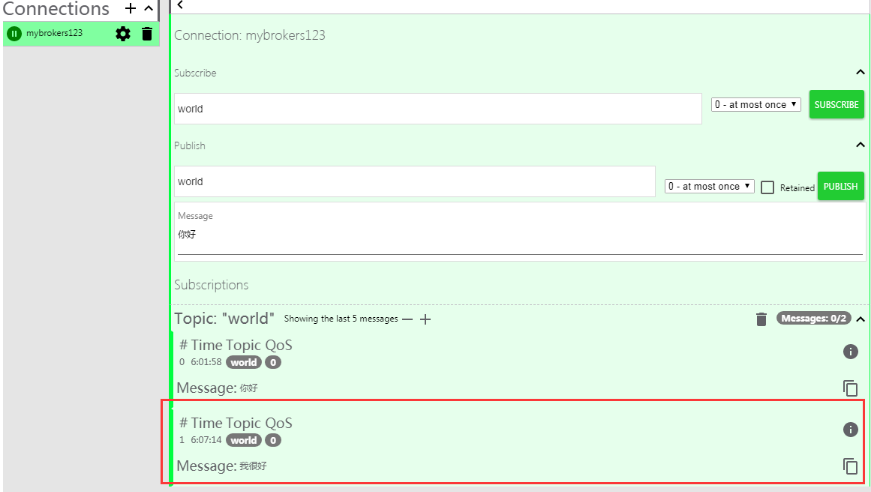 Connections
mybrokers123
Connection: mybrokers123
Subscribe
world 0 - at most once SUBSCRIBE
Publish
world 0 - at most once Retained PUBLISH
Message
你好
Subscriptions
Topic: "world" Showing the last 5 messages Messages: 0/2
# Time Topic QoS
0 6:01:58 world 0
Message: 你好
# Time Topic QoS
1 6:07:14 world 0
Message: 我很好